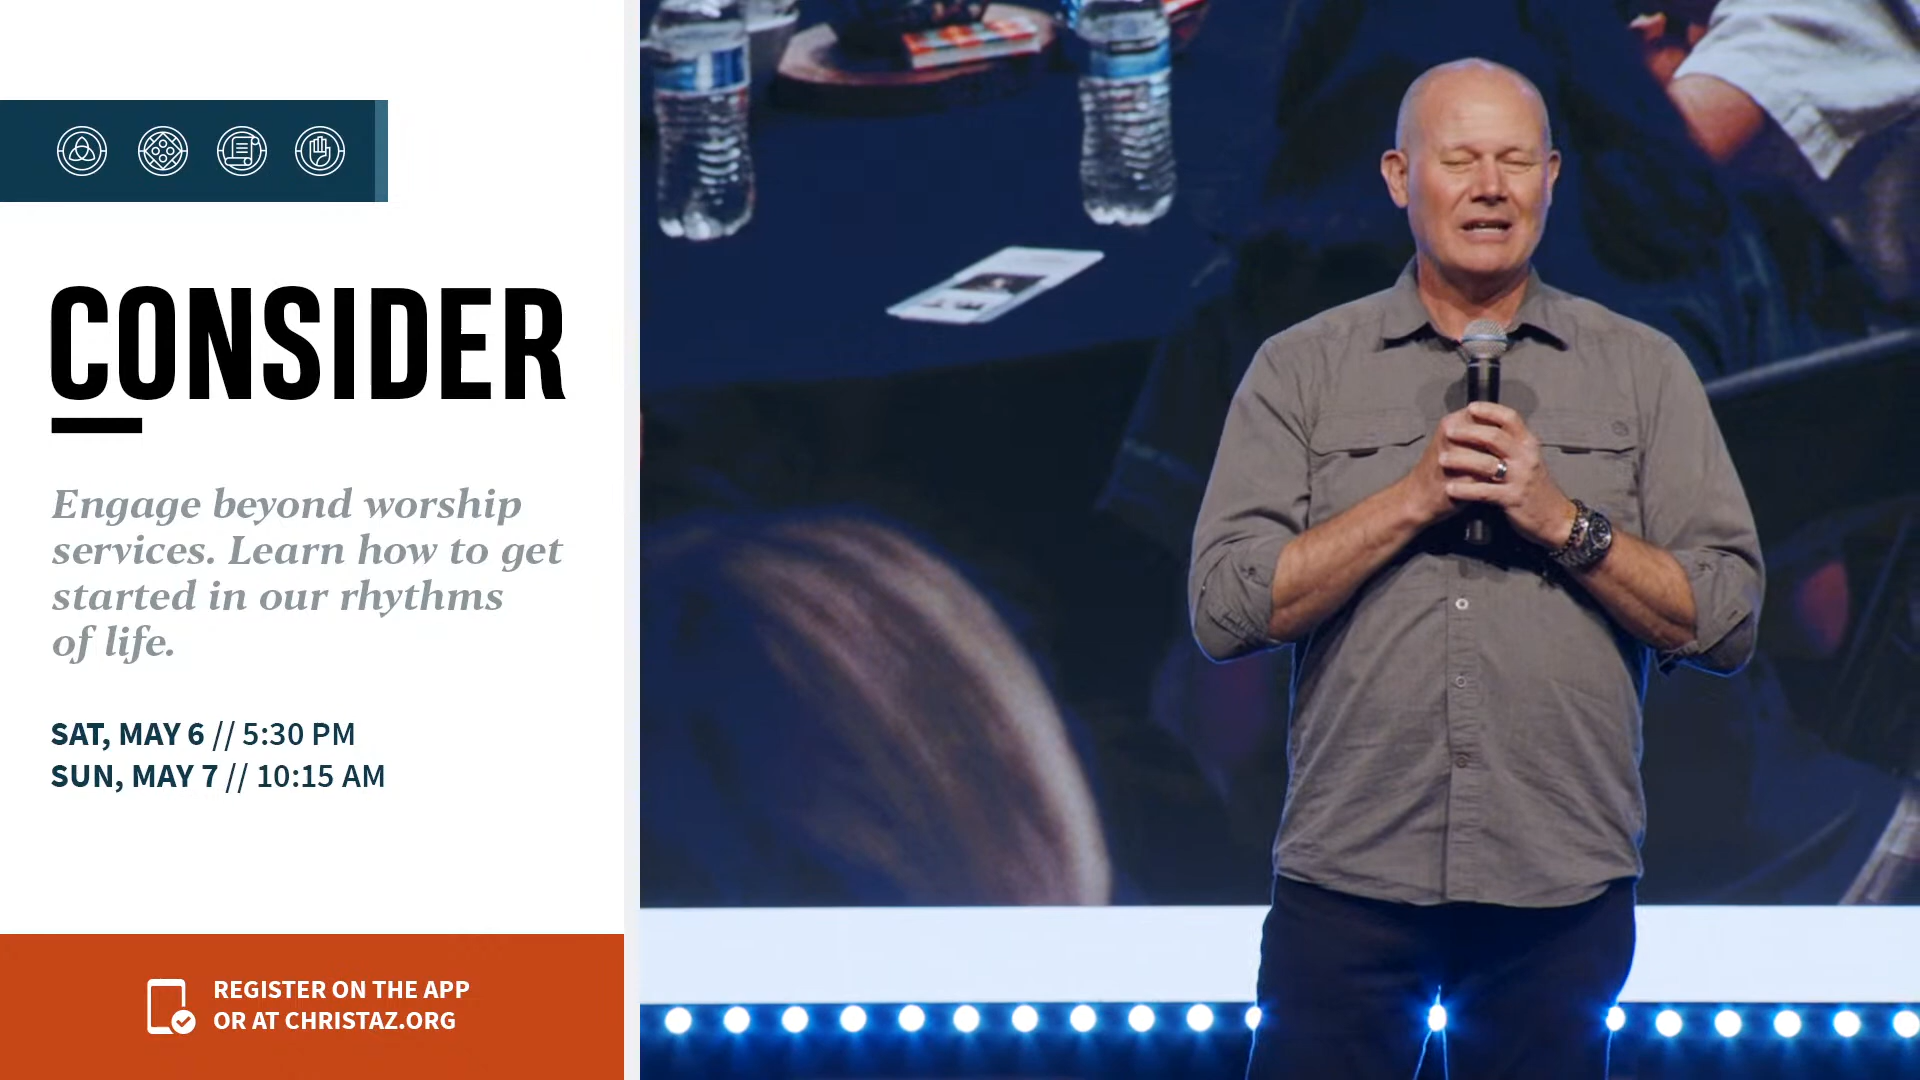 CONSIDER
Engage beyond worship
services. Learn how to get
started in our rhythms
of life.
SAT, MAY 6 // 5:30 PM
SUN, MAY 7 // 10:15 AM
REGISTER ON THE APP
OR AT CHRISTAZ.ORG